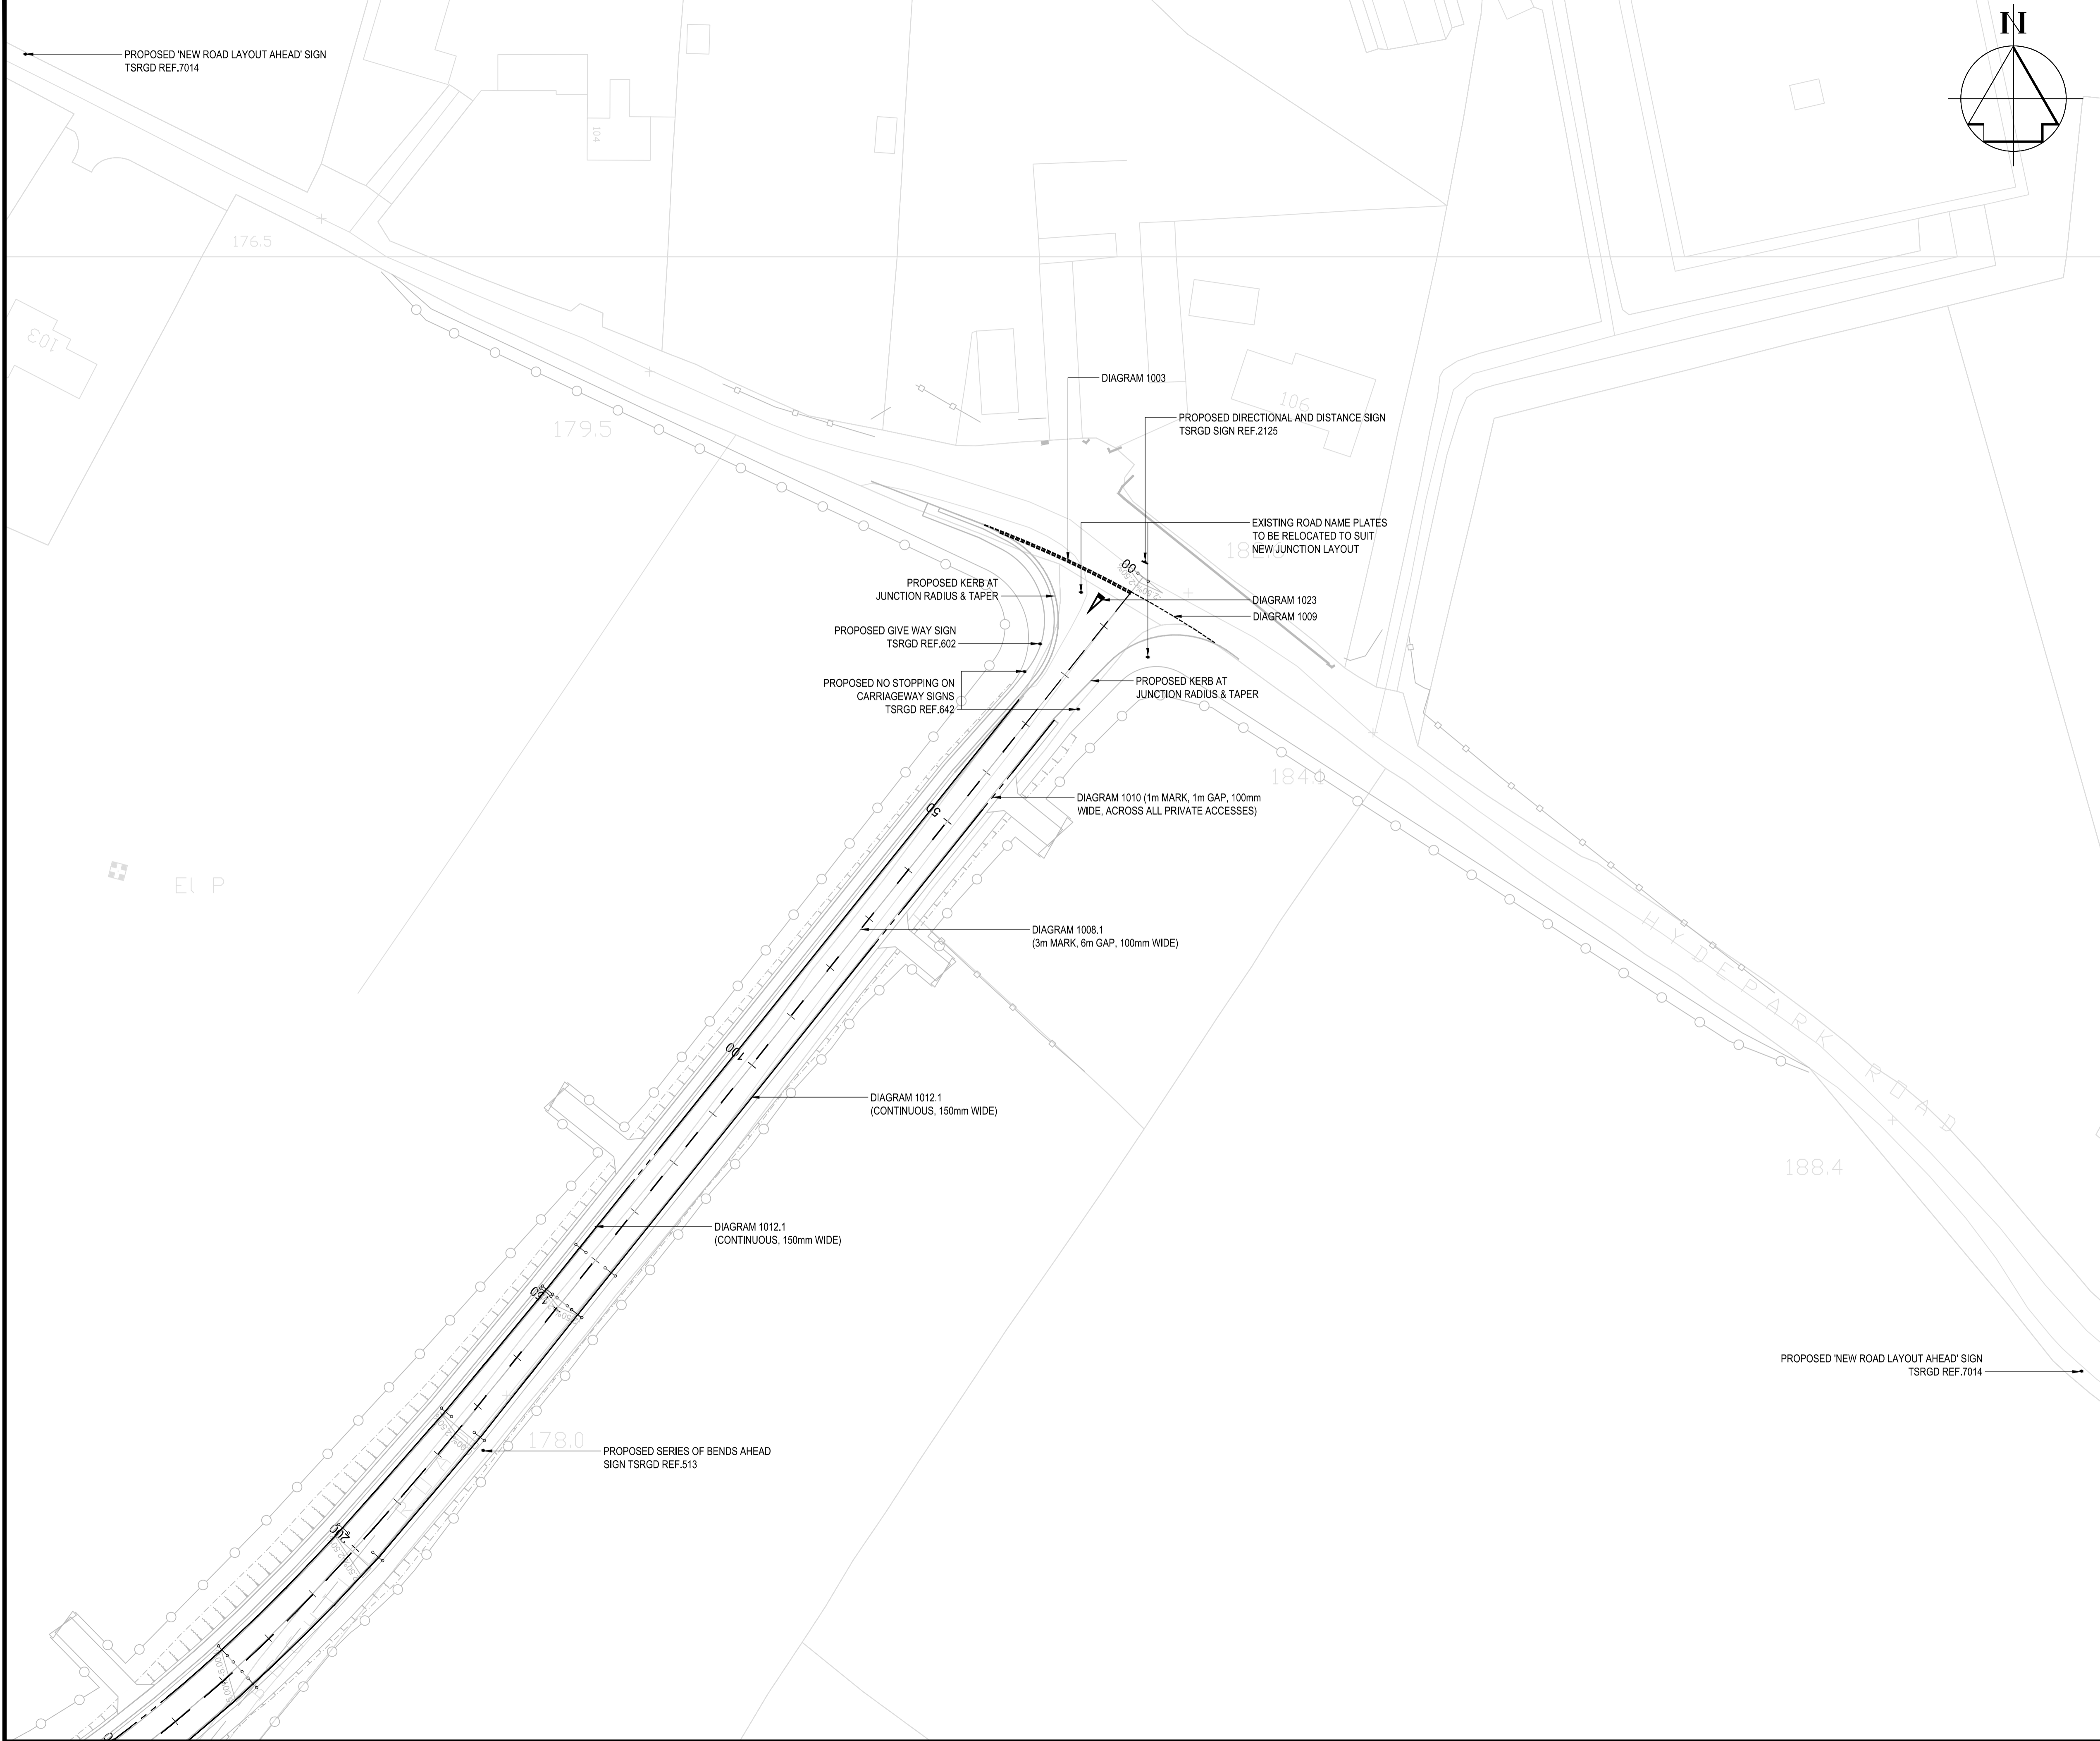 N
PROPOSED 'NEW ROAD LAYOUT AHEAD' SIGN
TSRGD REF.7014
104
176.5
103
DIAGRAM 1003
106
PROPOSED DIRECTIONAL AND DISTANCE SIGN
TSRGD SIGN REF.2125
179.5
EXISTING ROAD NAME PLATES
TO BE RELOCATED TO SUIT
NEW JUNCTION LAYOUT
00
PROPOSED KERB AT
JUNCTION RADIUS & TAPER
DIAGRAM 1023
DIAGRAM 1009
PROPOSED GIVE WAY SIGN
TSRGD REF.602
PROPOSED NO STOPPING ON
CARRIAGEWAY SIGNS
TSRGD REF.642
PROPOSED KERB AT
JUNCTION RADIUS & TAPER
184.1
DIAGRAM 1010 (1m MARK, 1m GAP, 100mm
WIDE, ACROSS ALL PRIVATE ACCESSES)
50
El P
DIAGRAM 1008.1
(3m MARK, 6m GAP, 100mm WIDE)
HYDEPARK ROAD
100
DIAGRAM 1012.1
(CONTINUOUS, 150mm WIDE)
188.4
DIAGRAM 1012.1
(CONTINUOUS, 150mm WIDE)
150
PROPOSED 'NEW ROAD LAYOUT AHEAD' SIGN
TSRGD REF.7014
178.0
PROPOSED SERIES OF BENDS AHEAD
SIGN TSRGD REF.513
200